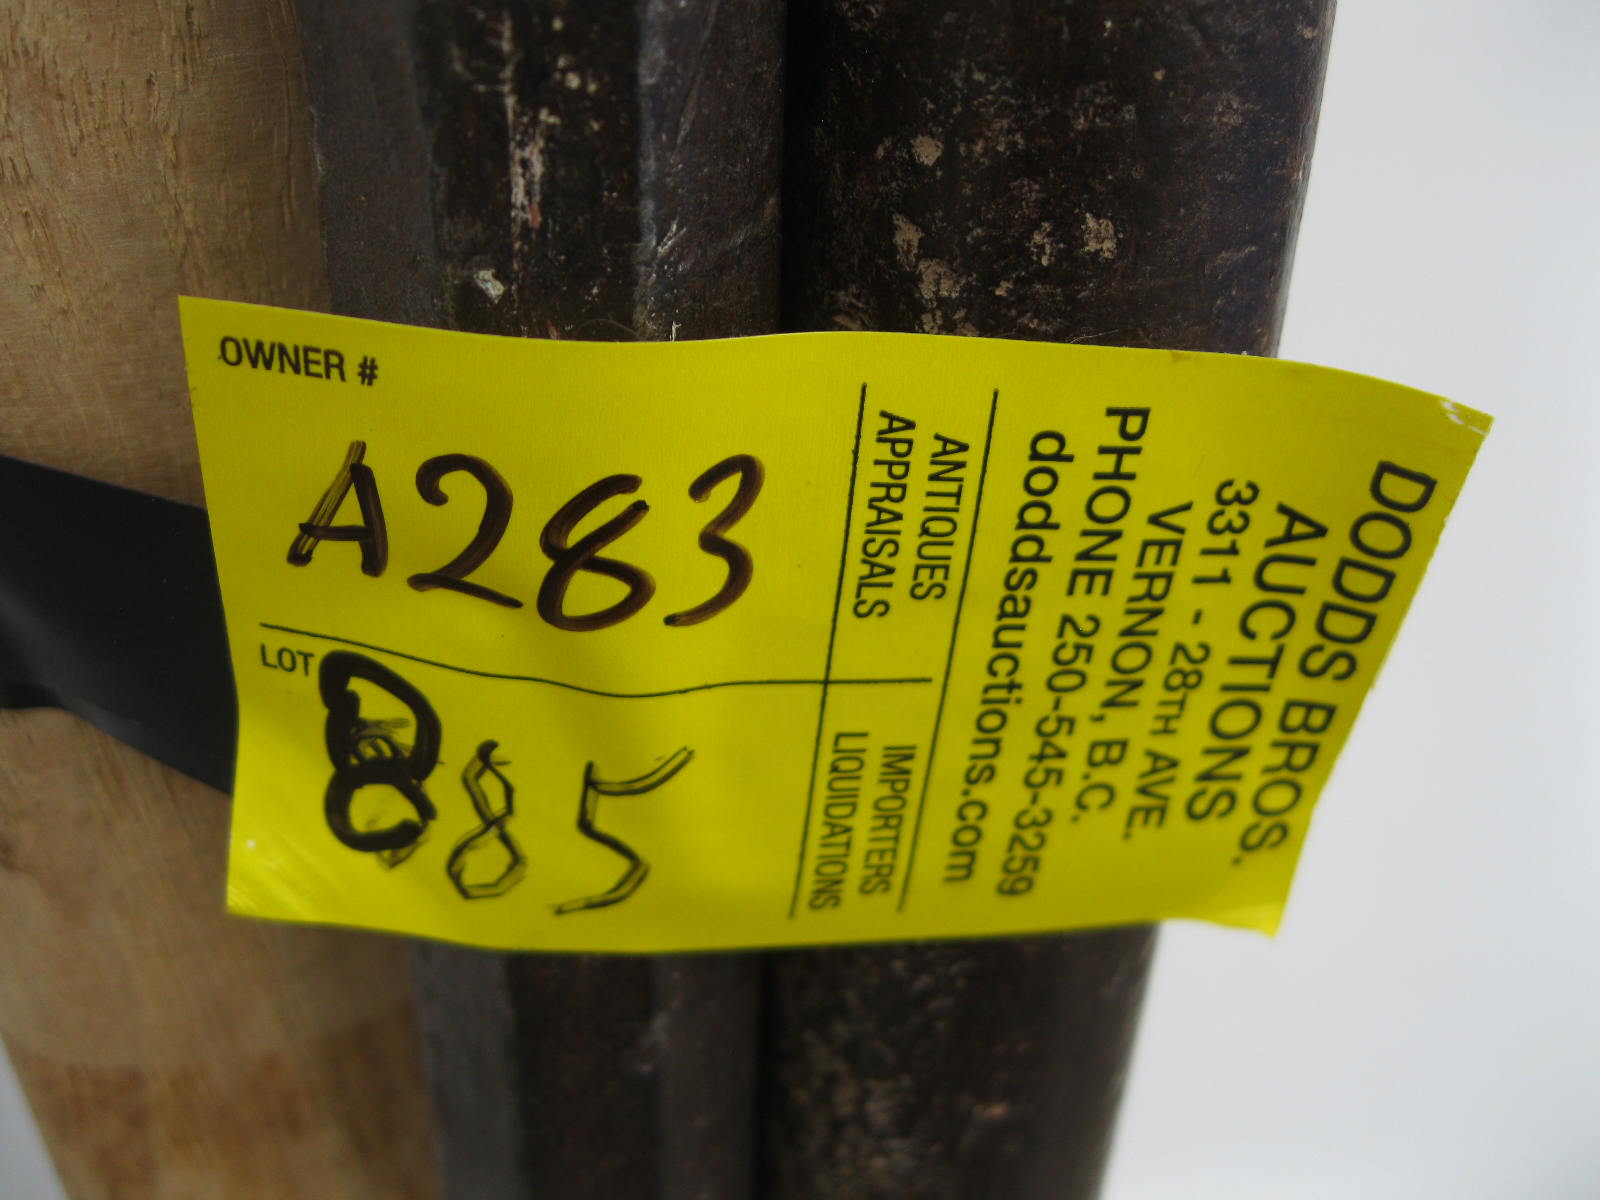 OWNER #
A283
LOT
85
ANTIQUES
APPRAISALS
IMPORTERS
LIQUIDATIONS
DODDS BROS.
AUCTIONS
3311 - 28TH AVE.
VERNON, B.C.
PHONE 250-545-3259
doddsauctions.com